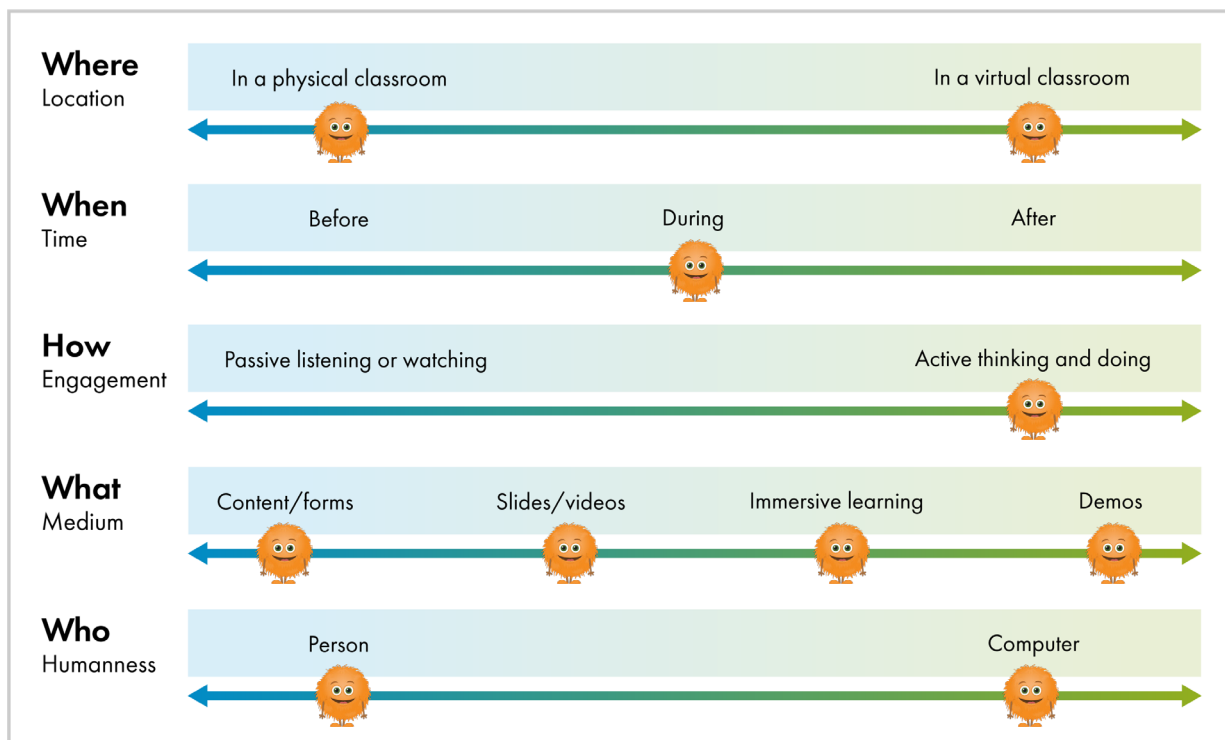 Where
Location
In a physical classroom
In a virtual classroom
When
Time
Before
During
After
How
Engagement
Passive listening or watching
Active thinking and doing
What
Medium
Content/forms
Slides/videos
Immersive learning
Demos
Who
Humanness
Person
Computer